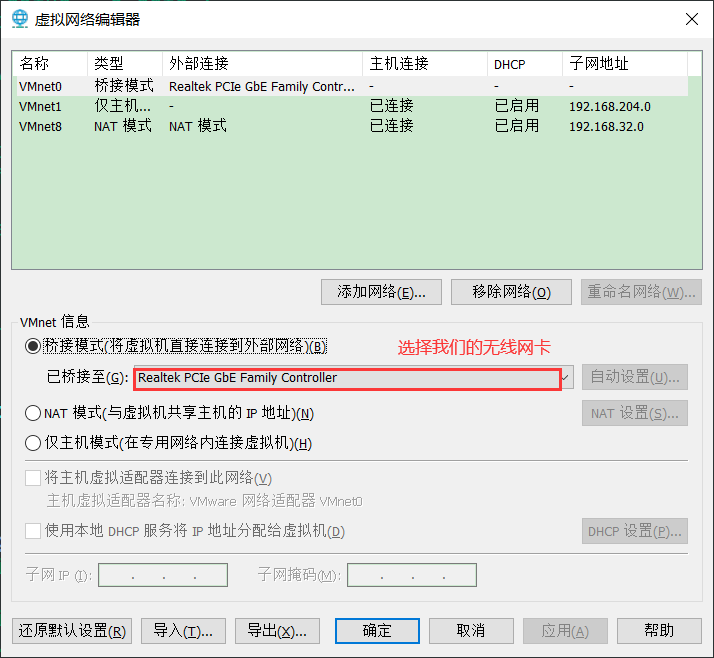 虚拟网络编辑器
名称 类型 外部连接 主机连接 DHCP 子网地址
VMnet0 桥接模式 Realtek PCIe GbE Family Contr... - - -
VMnet1 仅主机... - 已连接 已启用 192.168.204.0
VMnet8 NAT 模式 NAT 模式 已连接 已启用 192.168.32.0
添加网络(E)... 移除网络(O) 重命名网络(W)...
VMnet 信息
桥接模式(将虚拟机直接连接到外部网络)(B) 选择我们的无线网卡
已桥接至(G): Realtek PCIe GbE Family Controller 自动设置(U)...
NAT 模式(与虚拟机共享主机的 IP 地址)(N) NAT 设置(S)...
仅主机模式(在专用网络内连接虚拟机)(H)
将主机虚拟适配器连接到此网络(V)
主机虚拟适配器名称: VMware 网络适配器 VMnet0
使用本地 DHCP 服务将 IP 地址分配给虚拟机(D) DHCP 设置(P)...
子网 IP (I): . . . 子网掩码(M): . . .
还原默认设置(R) 导入(T)... 导出(X)... 确定 取消 应用(A) 帮助